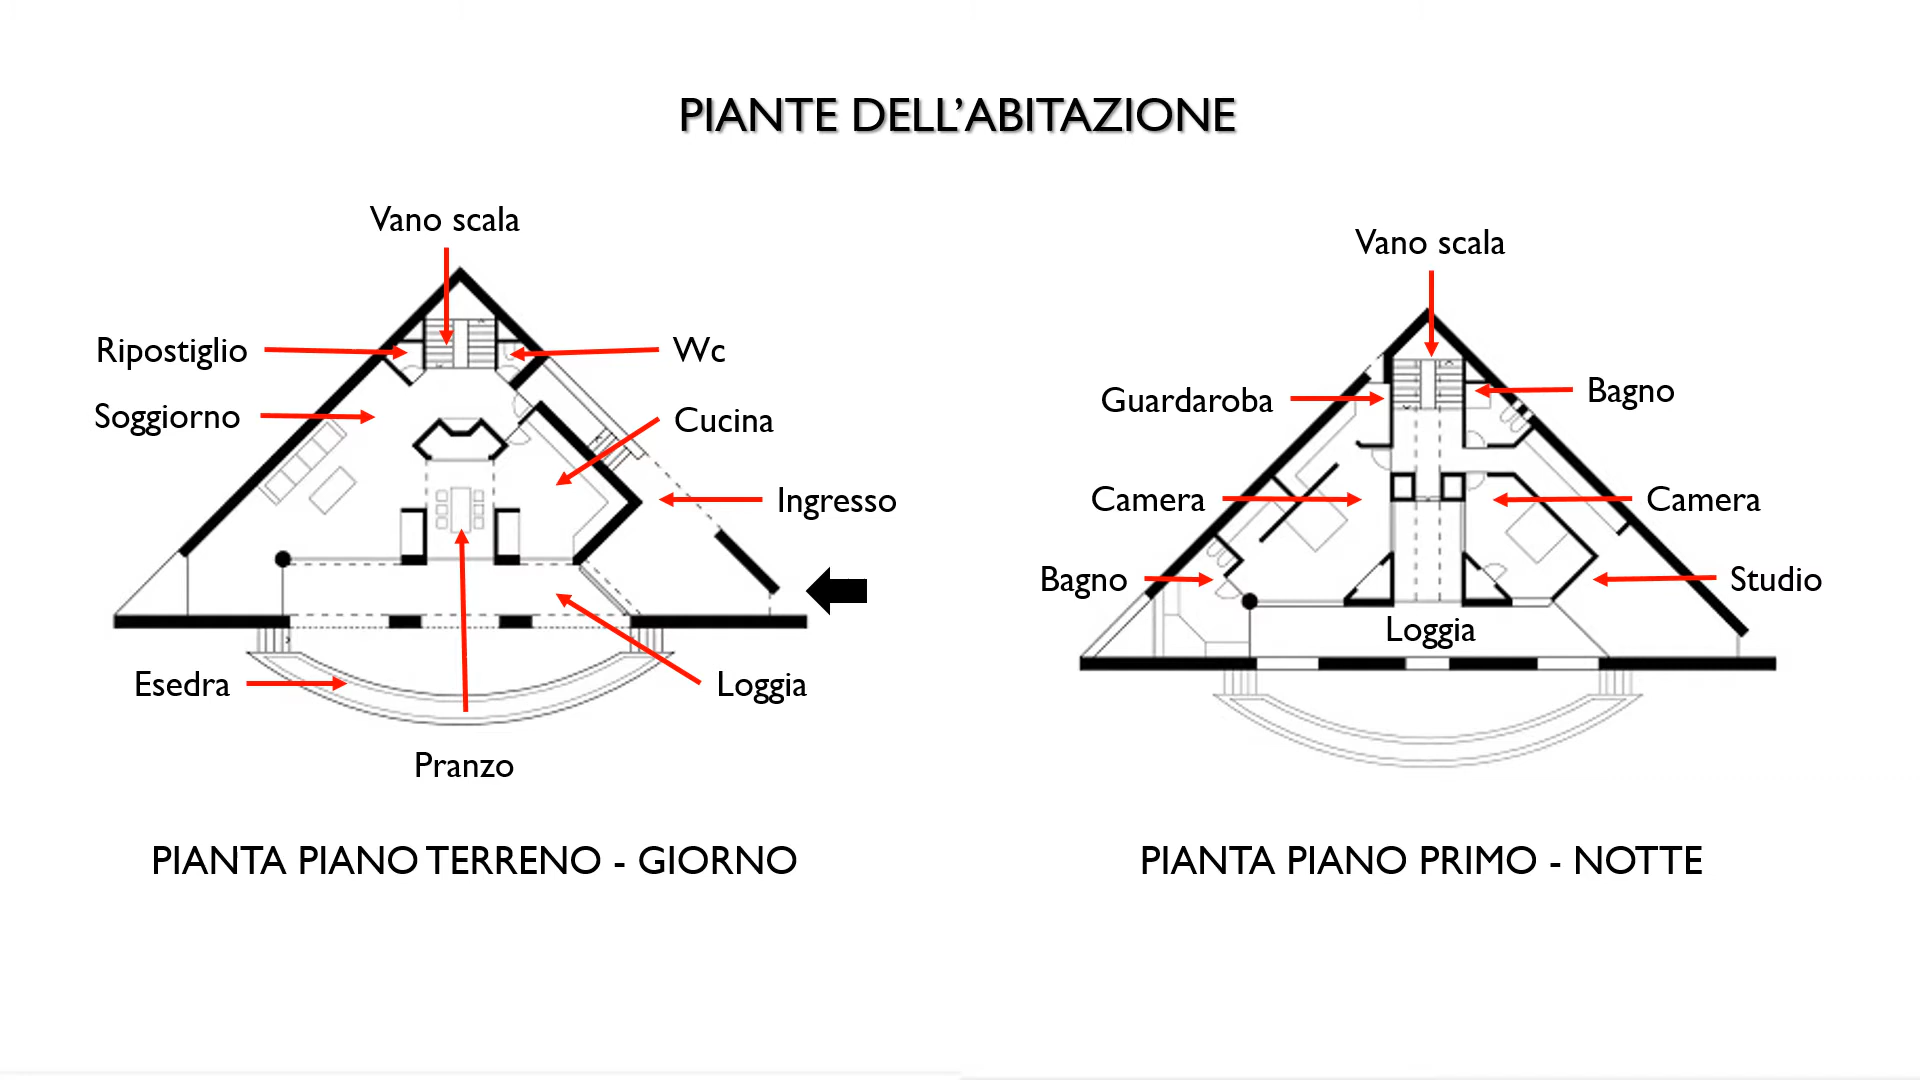 PIANTE DELL’ABITAZIONE
Vano scala
Ripostiglio
Wc
Soggiorno
Cucina
Ingresso
Esedra
Loggia
Pranzo
PIANTA PIANO TERRENO - GIORNO
Vano scala
Guardaroba
Bagno
Camera
Camera
Bagno
Studio
Loggia
PIANTA PIANO PRIMO - NOTTE